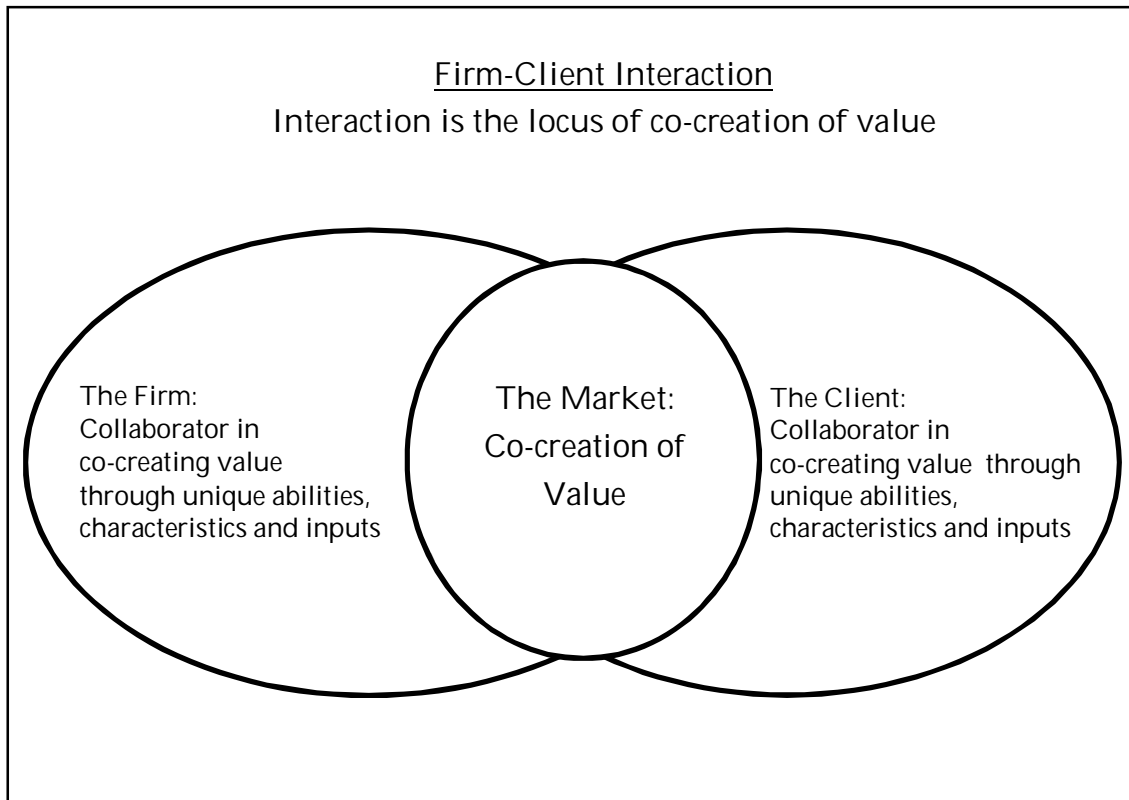 Firm-Client Interaction
Interaction is the locus of co-creation of value
The Firm:
Collaborator in
co-creating value
through unique abilities,
characteristics and inputs
The Market:
Co-creation of
Value
The Client:
Collaborator in
co-creating value through
unique abilities,
characteristics and inputs